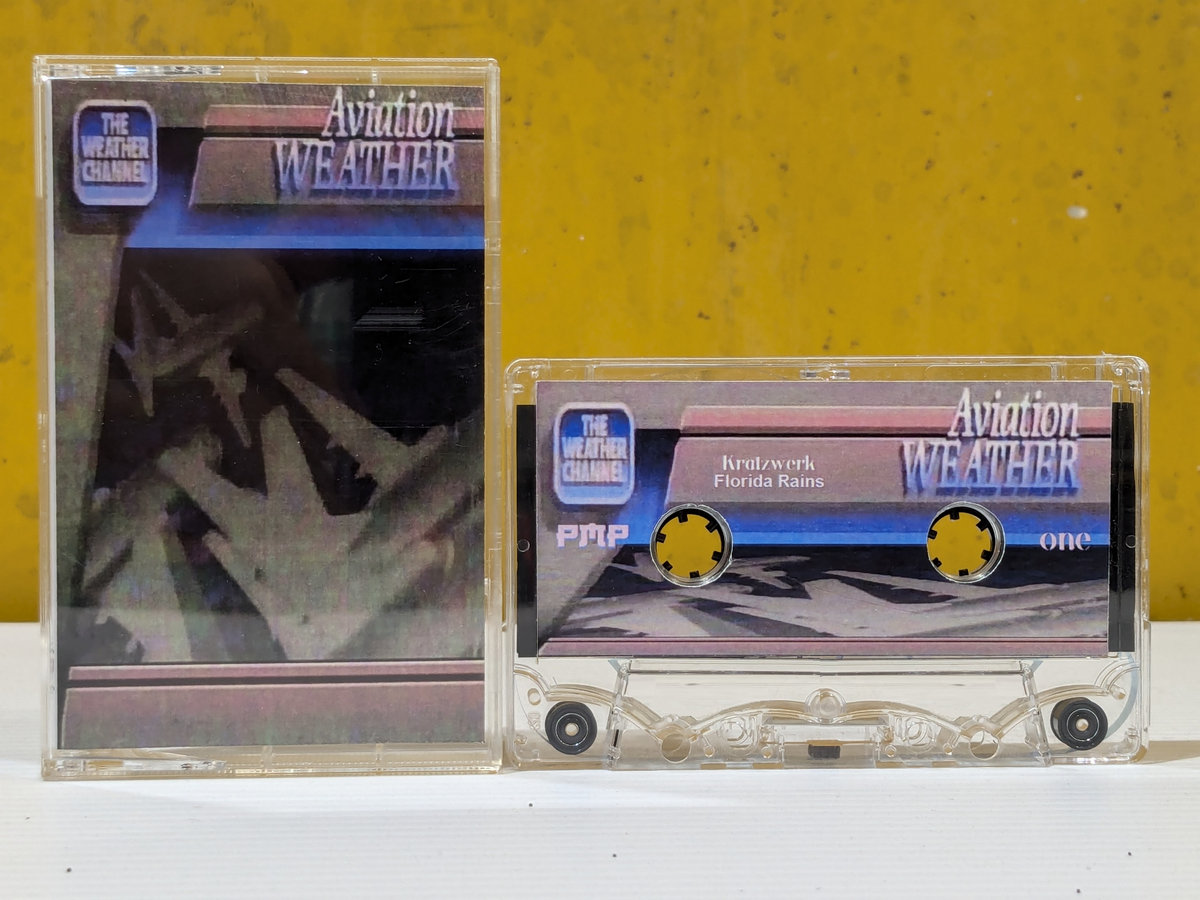 THE
WEATHER
CHANNEL
Aviation
WEATHER
THE
WEATHER
CHANNEL
Aviation
WEATHER
Kratzwerk
Florida Rains
PMP
one